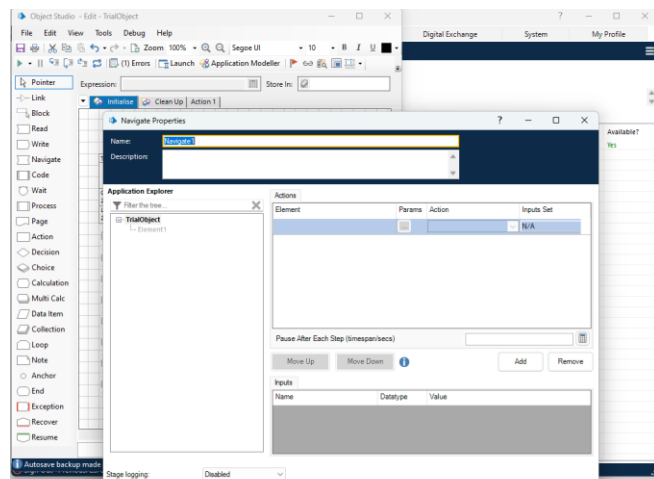 Object Studio - Edit - TrialObject
File Edit View Tools Debug Help
Zoom 100% Segoe UI 10 B I U
(1) Errors Launch Application Modeller
Digital Exchange System My Profile
Pointer
Expression: Store In:
Link
Initialise Clean Up Action 1
Block
Read
Write
Navigate
Code
Wait
Process
Page
Action
Decision
Choice
Calculation
Multi Calc
Data Item
Collection
Loop
Note
Anchor
End
Exception
Recover
Resume
Autosave backup made
Navigate Properties
Name: Navigate1
Description:
Application Explorer
Filter the tree...
TrialObject
Element1
Actions
Element Params Action Inputs Set
N/A
Pause After Each Step (timespan/secs)
Move Up Move Down Add Remove
Inputs
Name Datatype Value
Stage logging: Disabled
Available?
Yes